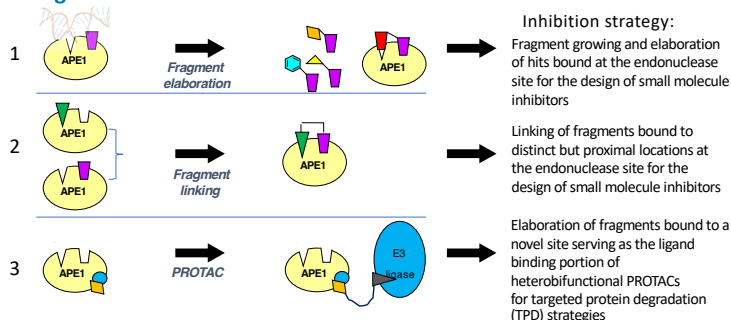 Inhibition strategy:
1
APE1
Fragment
elaboration
APE1
Fragment growing and elaboration
of hits bound at the endonuclease
site for the design of small molecule
inhibitors
2
APE1
APE1
Fragment
linking
APE1
Linking of fragments bound to
distinct but proximal locations at
the endonuclease site for the
design of small molecule inhibitors
3
APE1
PROTAC
APE1
E3
ligase
Elaboration of fragments bound to a
novel site serving as the ligand
binding portion of
heterobifunctional PROTACs
for targeted protein degradation
(TPD) strategies